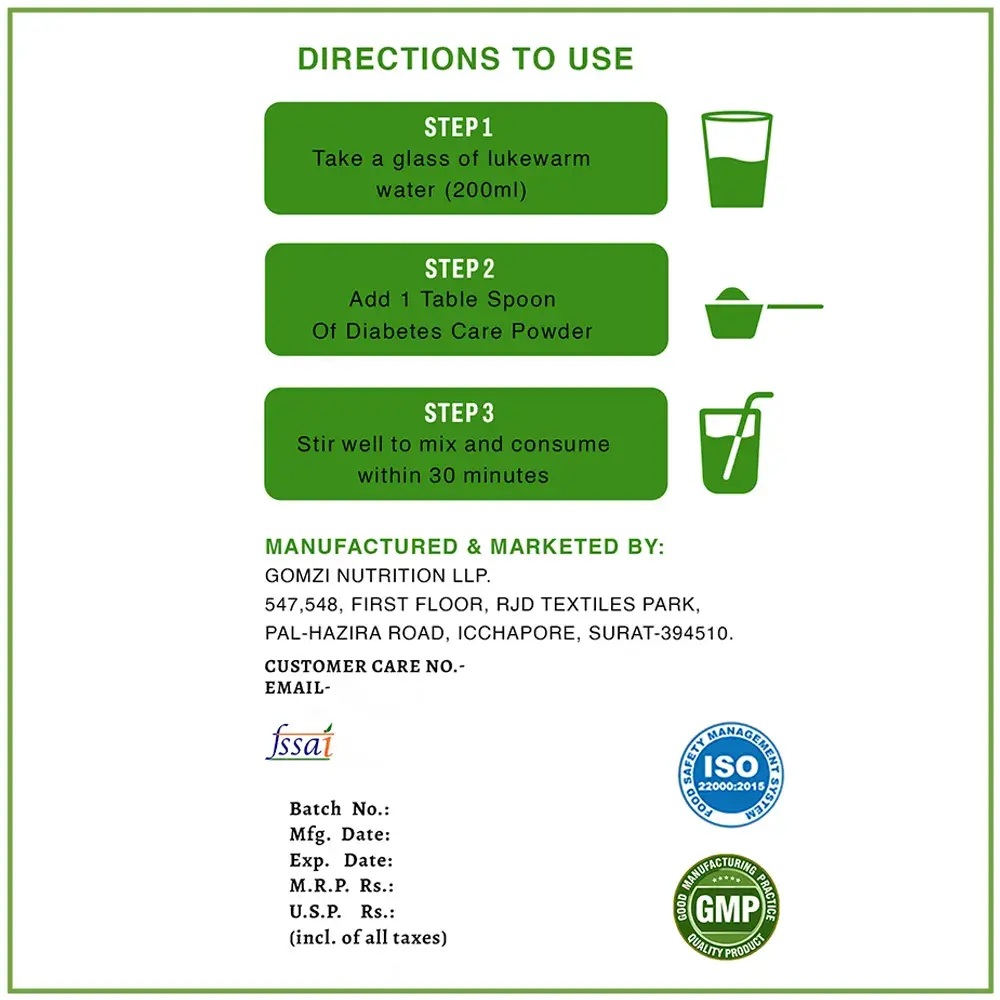 DIRECTIONS TO USE
STEP 1
Take a glass of lukewarm
water (200ml)
STEP 2
Add 1 Table Spoon
Of Diabetes Care Powder
STEP 3
Stir well to mix and consume
within 30 minutes
MANUFACTURED & MARKETED BY:
GOMZI NUTRITION LLP.
547,548, FIRST FLOOR, RJD TEXTILES PARK,
PAL-HAZIRA ROAD, ICCHAPORE, SURAT-394510.
CUSTOMER CARE NO.-
EMAIL-
fssai
FOOD SAFETY MANAGEMENT SYSTEM
ISO
22000:2015
Batch No.:
Mfg. Date:
Exp. Date:
M.R.P. Rs.:
U.S.P. Rs.:
(incl. of all taxes)
GOOD MANUFACTURING PRACTICE
GMP
QUALITY PRODUCT